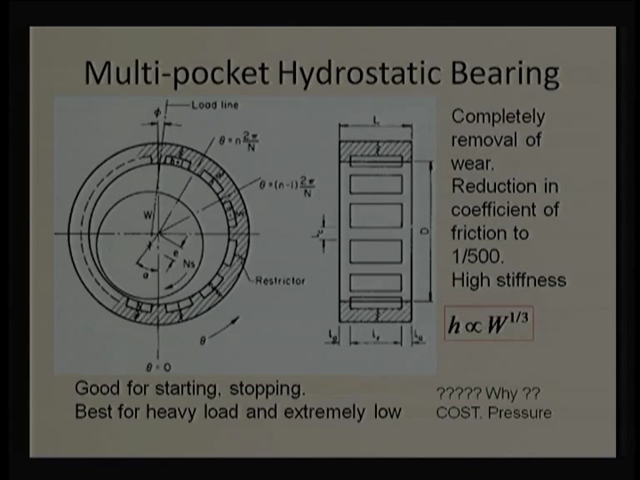 Multi-pocket Hydrostatic Bearing
Load line
ϕ
θ=n 2π/N
θ=(n-1) 2π/N
W
e
a
Ns
Restrictor
θ
θ=0
L
D
Completely
removal of
wear.
Reduction in
coefficient of
friction to
1/500.
High stiffness
h ∝ W^1/3
Good for starting, stopping.
Best for heavy load and extremely low
????? Why ??
COST. Pressure